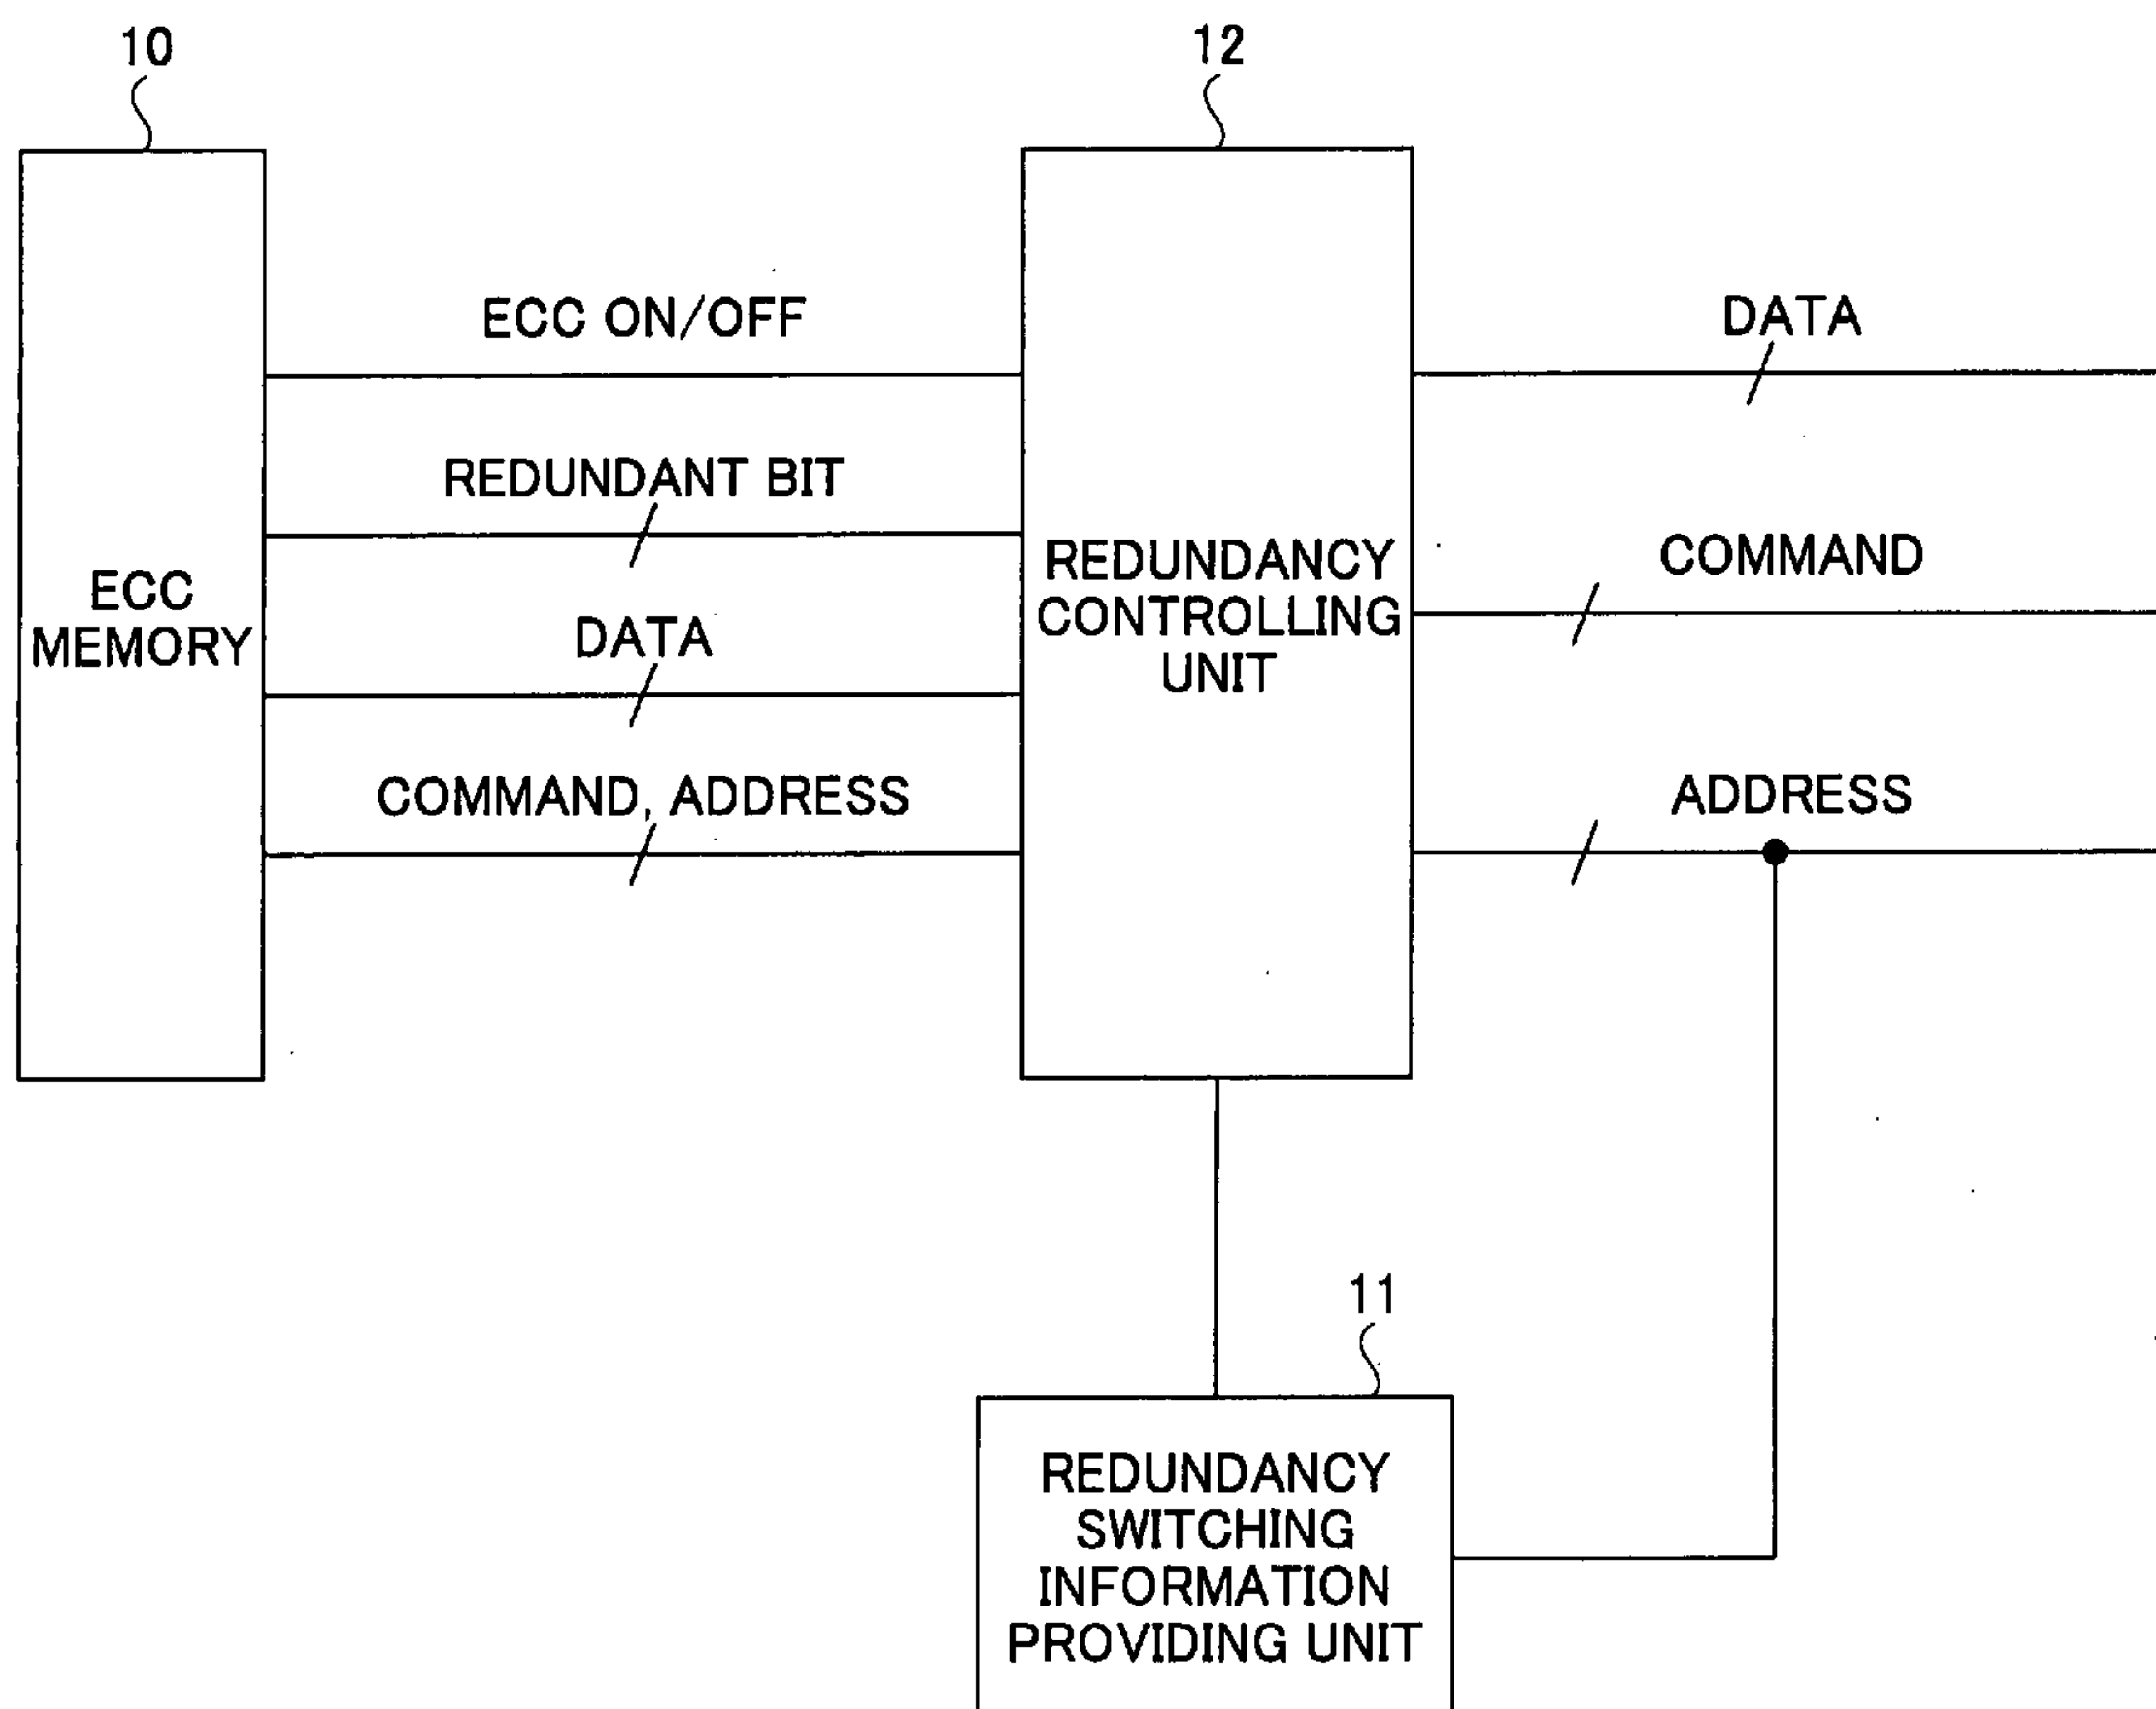 10
12
ECC ON/OFF
DATA
REDUNDANT BIT
REDUNDANCY
CONTROLLING
UNIT
COMMAND
ECC
MEMORY
DATA
COMMAND, ADDRESS
ADDRESS
11
REDUNDANCY
SWITCHING
INFORMATION
PROVIDING UNIT